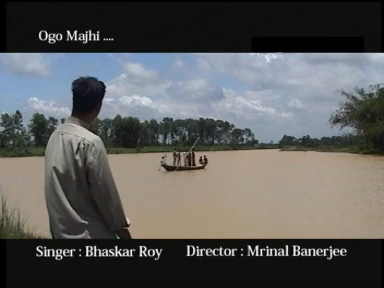 Ogo Majhi ....
Singer : Bhaskar Roy Director : Mrinal Banerjee